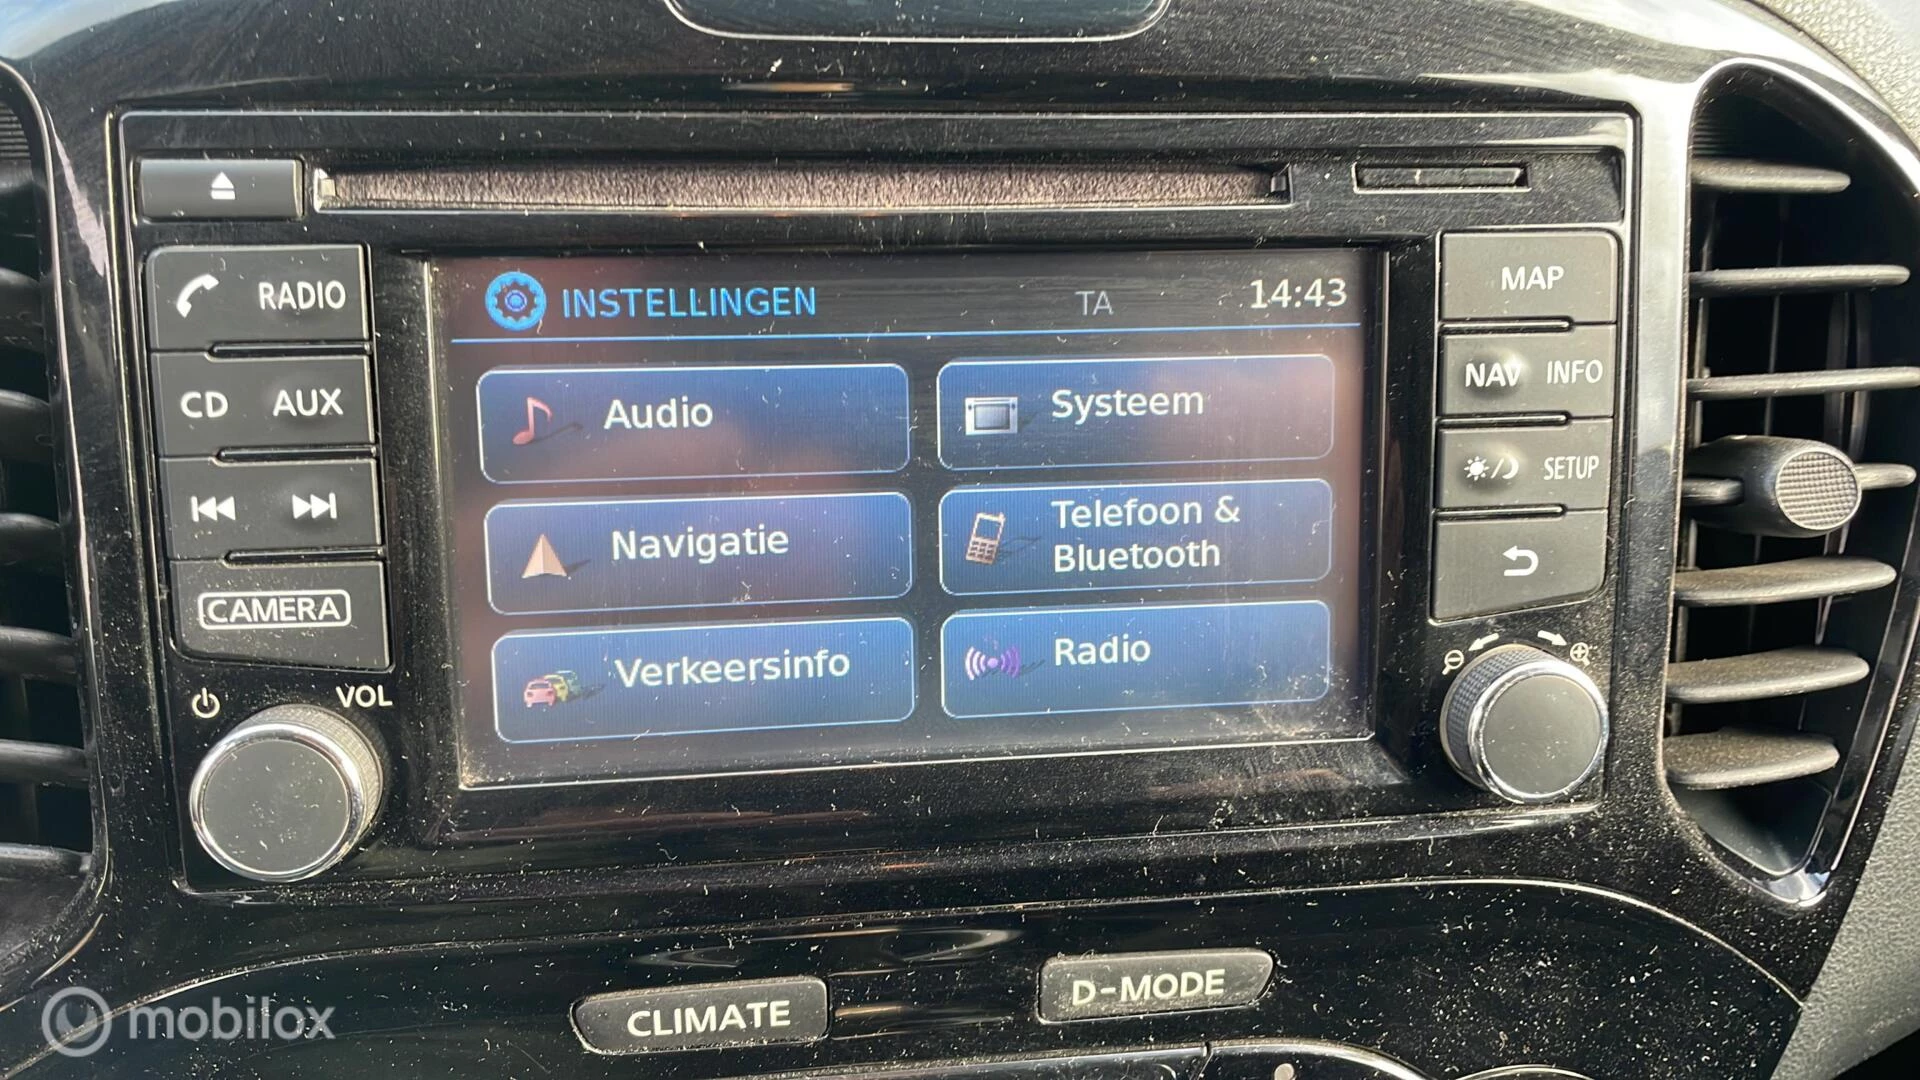 RADIO
CD AUX
CAMERA
VOL
INSTELLINGEN TA 14:43
Audio
Systeem
Navigatie
Telefoon &
Bluetooth
Verkeersinfo
Radio
MAP
NAV INFO
SETUP
CLIMATE
D-MODE
mobilox